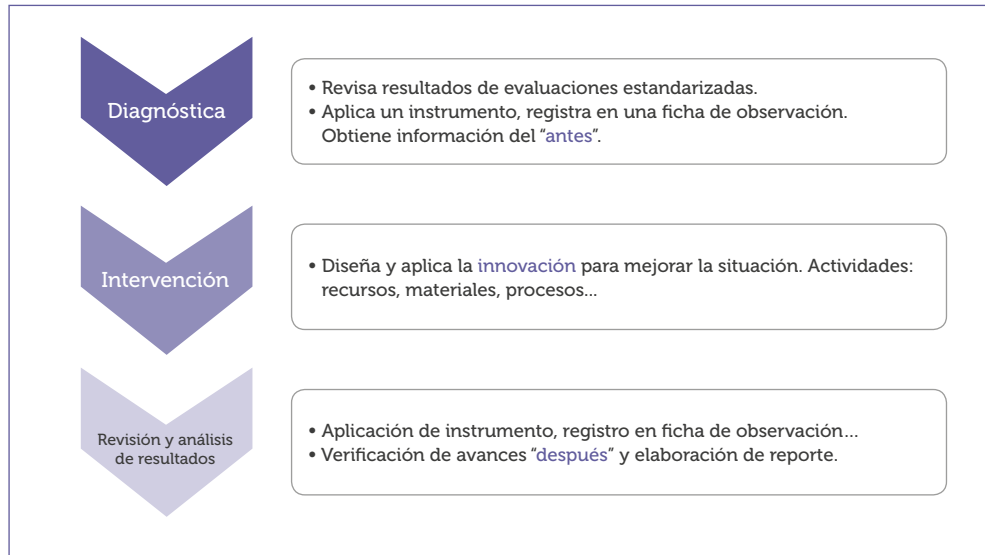 Diagnóstica
• Revisa resultados de evaluaciones estandarizadas.
• Aplica un instrumento, registra en una ficha de observación.
Obtiene información del “antes”.
Intervención
• Diseña y aplica la innovación para mejorar la situación. Actividades:
recursos, materiales, procesos...
Revisión y análisis
de resultados
• Aplicación de instrumento, registro en ficha de observación...
• Verificación de avances “después” y elaboración de reporte.